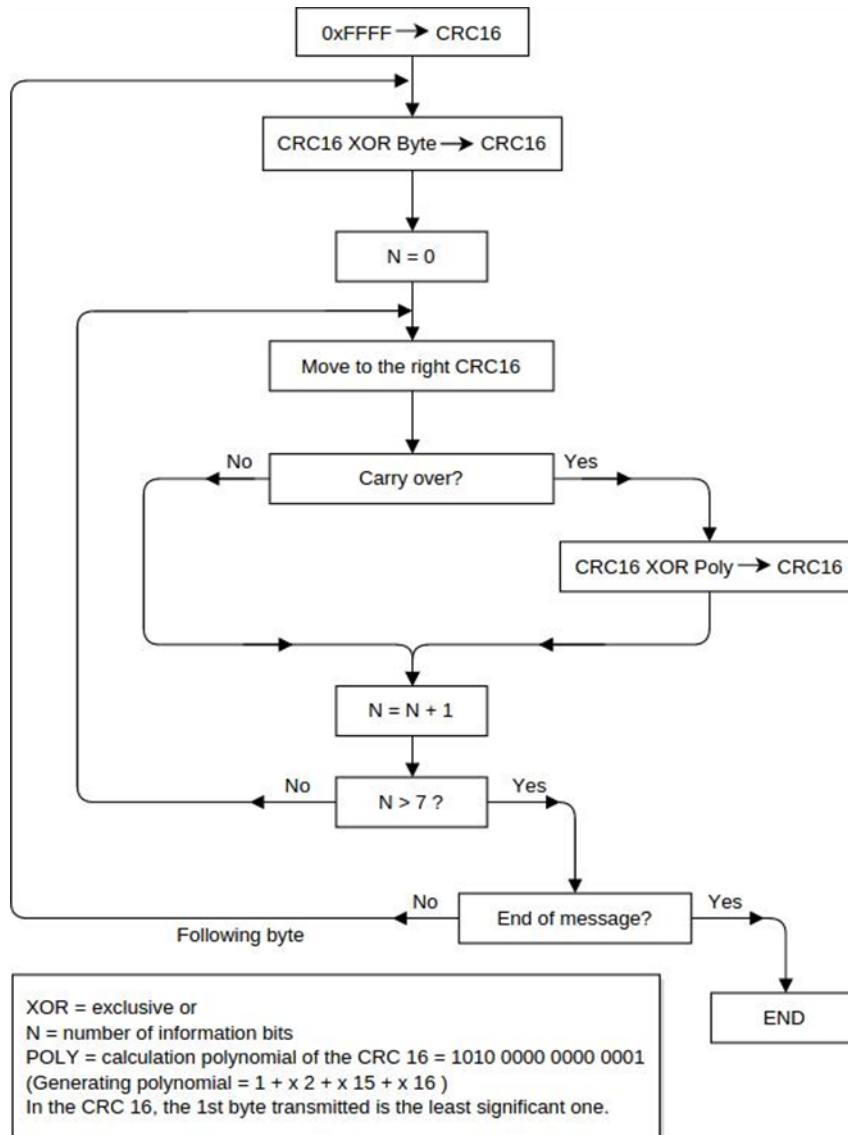 0xFFFF → CRC16
CRC16 XOR Byte → CRC16
N = 0
Move to the right CRC16
No
Carry over?
Yes
CRC16 XOR Poly → CRC16
N = N + 1
No
N > 7 ?
Yes
No
End of message?
Yes
Following byte
END
XOR = exclusive or
N = number of information bits
POLY = calculation polynomial of the CRC 16 = 1010 0000 0000 0001
(Generating polynomial = 1 + x 2 + x 15 + x 16 )
In the CRC 16, the 1st byte transmitted is the least significant one.